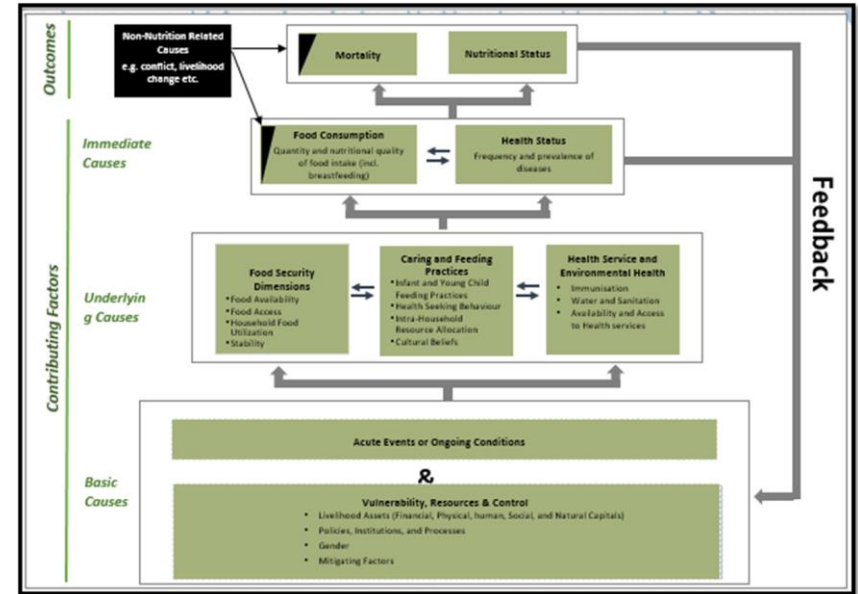 Outcomes
Non-Nutrition Related
Causes
e.g. conflict, livelihood
change etc.
Mortality
Nutritional Status
Contributing Factors
Immediate
Causes
Food Consumption
Quantity and nutritional quality
of food intake (incl.
breastfeeding)
Health Status
Frequency and prevalence of
diseases
Feedback
Underlyin
g Causes
Food Security
Dimensions
•Food Availability
•Food Access
•Household Food
Utilization
•Stability
Caring and Feeding
Practices
•Infant and Young Child
Feeding Practices
•Health Seeking Behaviour
•Intra-Household
Resource Allocation
•Cultural Beliefs
Health Service and
Environmental Health
• Immunisation
• Water and Sanitation
• Availability and Access
to Health services
Basic
Causes
Acute Events or Ongoing Conditions
&
Vulnerability, Resources & Control
• Livelihood Assets (Financial, Physical, human, Social, and Natural Capitals)
• Policies, Institutions, and Processes
• Gender
• Mitigating Factors